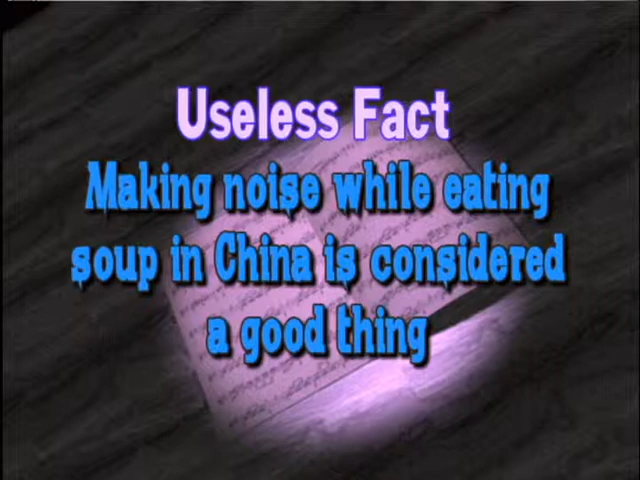 Useless Fact
Making noise while eating
soup in China is considered
a good thing